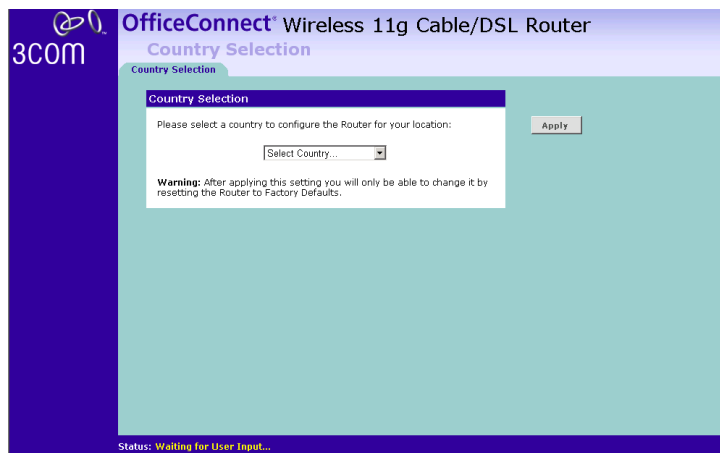 3COM
OfficeConnect® Wireless 11g Cable/DSL Router
Country Selection
Country Selection
Country Selection
Please select a country to configure the Router for your location:
Select Country...
Apply
Warning: After applying this setting you will only be able to change it by
resetting the Router to Factory Defaults.
Status: Waiting for User Input...